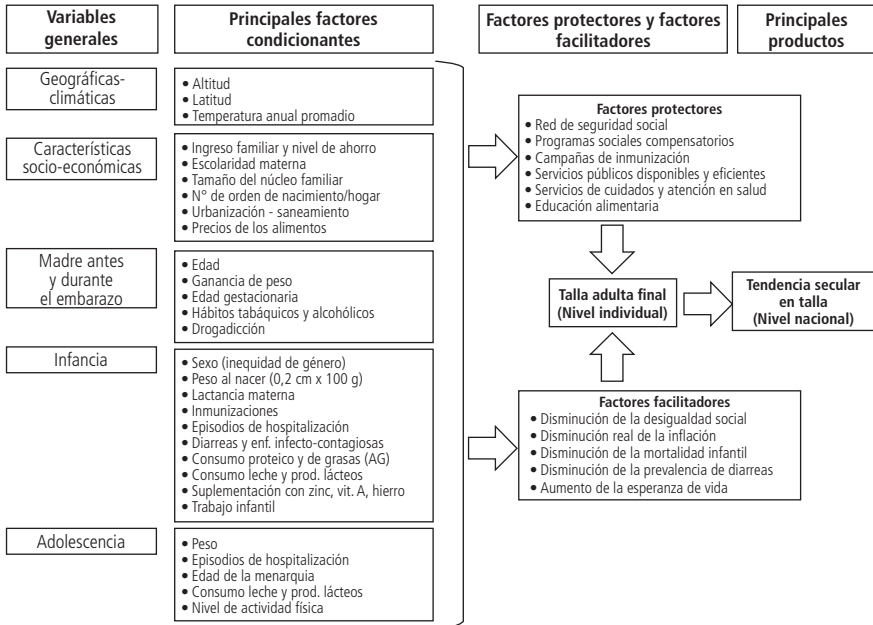 Variables
generales
Principales factores
condicionantes
Factores protectores y factores
facilitadores
Principales
productos
Geográficas-
climáticas
• Altitud
• Latitud
• Temperatura anual promadio
Características
socio-económicas
• Ingreso familiar y nivel de ahorro
• Escolaridad materna
• Tamaño del núcleo familiar
• N° de orden de nacimiento/hogar
• Urbanización - saneamiento
• Precios de los alimentos
Madre antes
y durante
el embarazo
• Edad
• Ganancia de peso
• Edad gestacionaria
• Hábitos tabáquicos y alcohólicos
• Drogadicción
Infancia
• Sexo (inequidad de género)
• Peso al nacer (0,2 cm x 100 g)
• Lactancia materna
• Inmunizaciones
• Episodios de hospitalización
• Diarreas y enf. infecto-contagiosas
• Consumo proteico y de grasas (AG)
• Consumo leche y prod. lácteos
• Suplementación con zinc, vit. A, hierro
• Trabajo infantil
Adolescencia
• Peso
• Episodios de hospitalización
• Edad de la menarquia
• Consumo leche y prod. lácteos
• Nivel de actividad física
Factores protectores
• Red de seguridad social
• Programas sociales compensatorios
• Campañas de inmunización
• Servicios públicos disponibles y eficientes
• Servicios de cuidados y atención en salud
• Educación alimentaria
Talla adulta final
(Nivel individual)
Tendencia secular
en talla
(Nivel nacional)
Factores facilitadores
• Disminución de la desigualdad social
• Disminución real de la inflación
• Disminución de la mortalidad infantil
• Disminución de la prevalencia de diarreas
• Aumento de la esperanza de vida